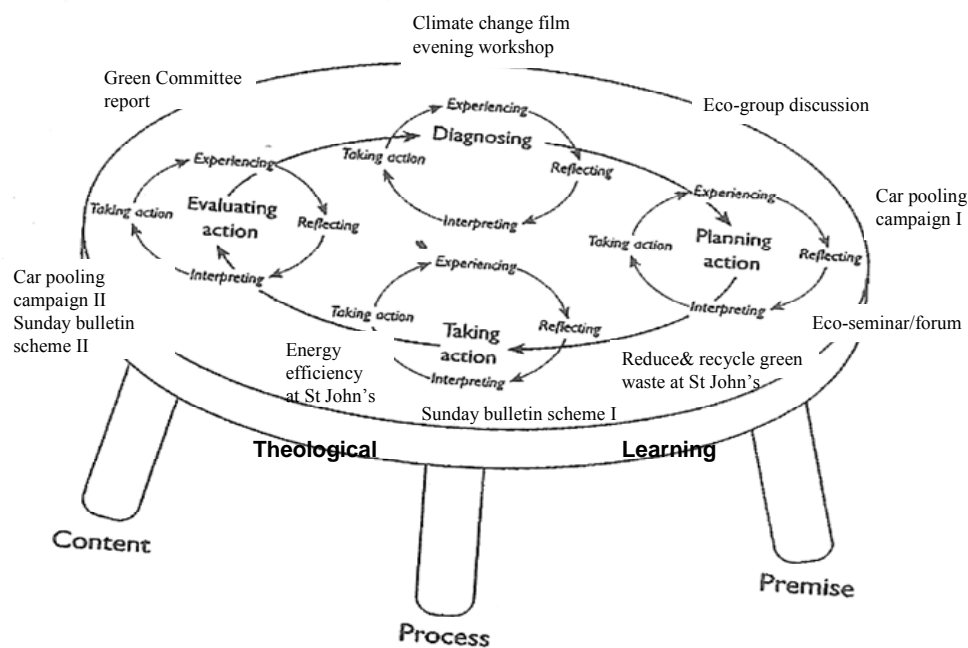 Climate change film
evening workshop
Green Committee
report
Eco-group discussion
Experiencing
Diagnosing
Taking action
Reflecting
Interpreting
Experiencing
Evaluating
action
Taking action
Reflecting
Interpreting
Experiencing
Planning
action
Taking action
Reflecting
Interpreting
Car pooling
campaign I
Experiencing
Taking action
Reflecting
Taking
action
Interpreting
Car pooling
campaign II
Sunday bulletin
scheme II
Energy
efficiency
at St John's
Eco-seminar/forum
Reduce& recycle green
waste at St John's
Sunday bulletin scheme I
Theological
Learning
Content
Process
Premise